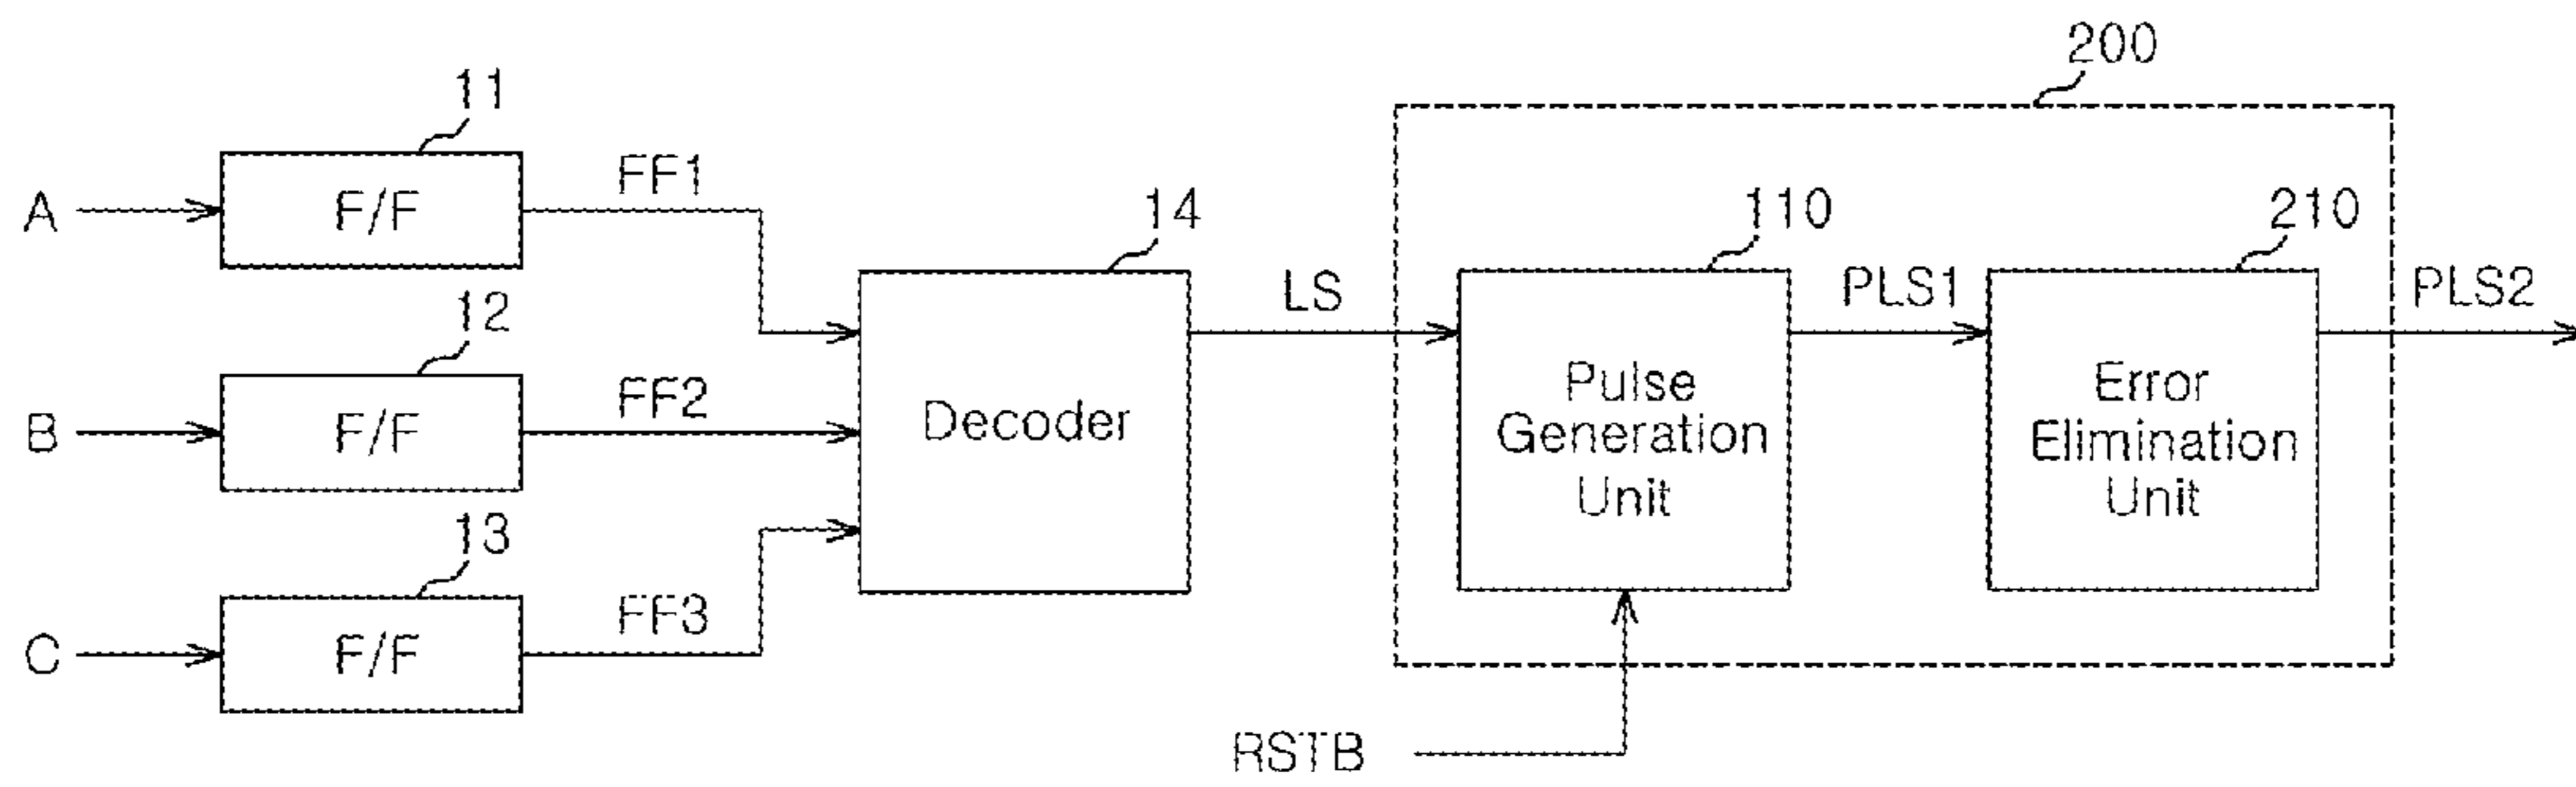 200
11
A
F/F
FF1
14
110
210
LS
PLS1
PLS2
12
B
F/F
FF2
Decoder
Pulse
Generation
Unit
Error
Elimination
Unit
13
C
F/F
FF3
RSTB